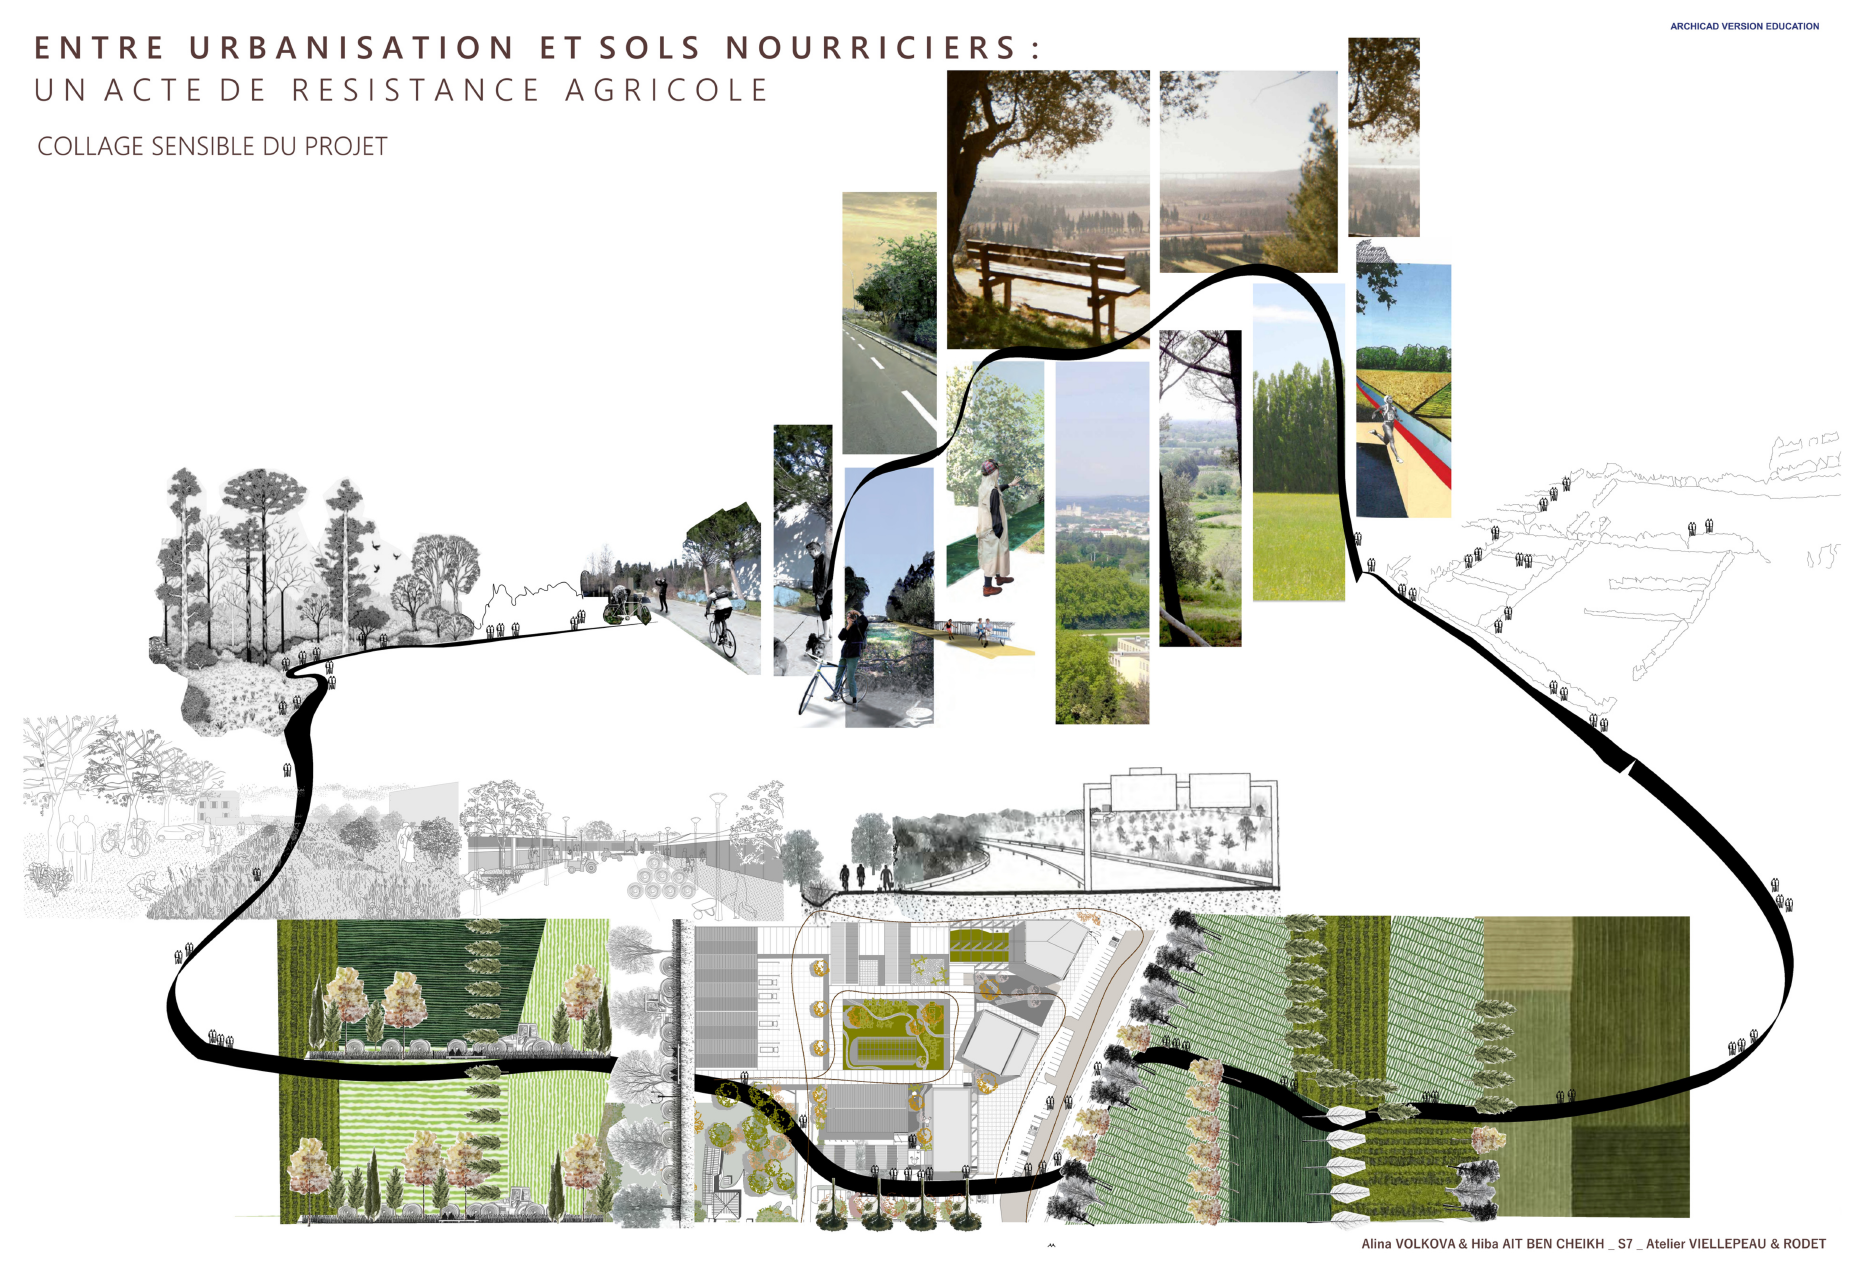 ARCHICAD VERSION EDUCATION
ENTRE URBANISATION ET SOLS NOURRICIERS :
UN ACTE DE RESISTANCE AGRICOLE
COLLAGE SENSIBLE DU PROJET
Alina VOLKOVA & Hiba AIT BEN CHEIKH _ S7 _ Atelier VIELLEPEAU & RODET